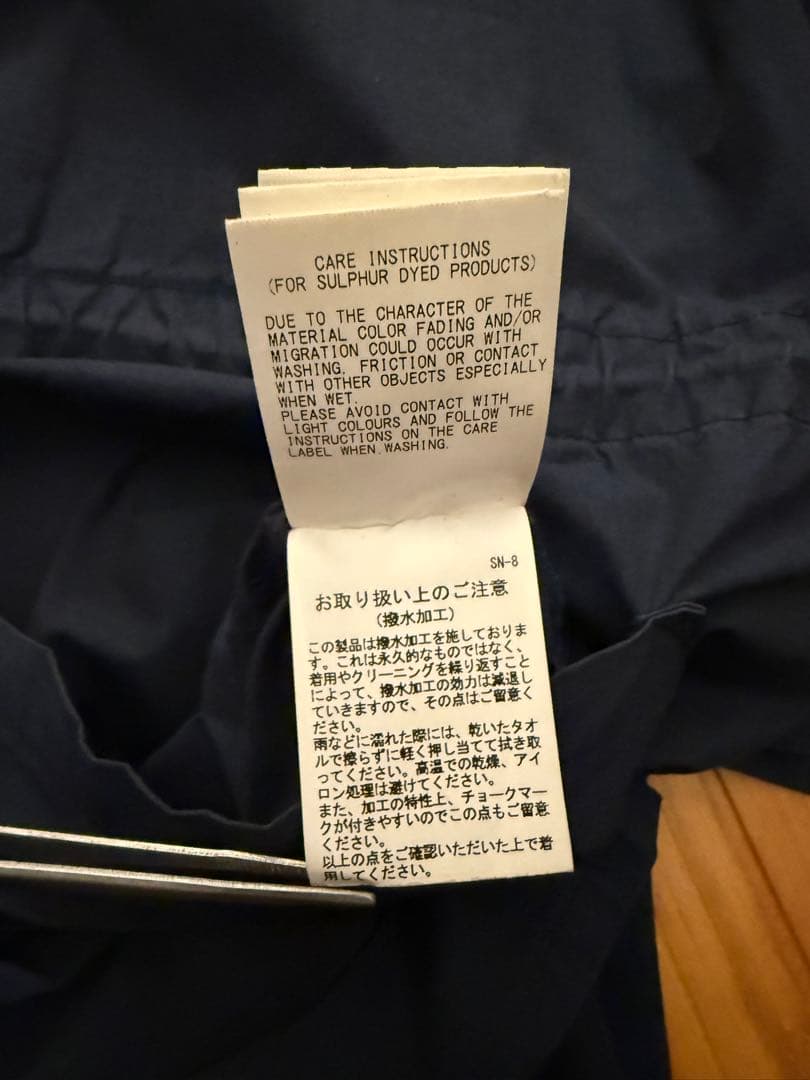 CARE INSTRUCTIONS
(FOR SULPHUR DYED PRODUCTS)
DUE TO THE CHARACTER OF THE
MATERIAL COLOR FADING AND/OR
MIGRATION COULD OCCUR WITH
WASHING. FRICTION OR CONTACT
WITH OTHER OBJECTS ESPECIALLY
WHEN WET.
PLEASE AVOID CONTACT WITH
LIGHT COLOURS AND FOLLOW THE
INSTRUCTIONS ON THE CARE
LABEL WHEN WASHING.
SN-8
お取り扱い上のご注意
(撥水加工)
この製品は撥水加工を施しておりま
す。これは永久的なものではなく、
着用やクリーニングを繰り返すこと
によって、撥水加工の効力は減退し
ていきますので、その点はご留意く
ださい。
雨などに濡れた際には、乾いたタオ
ルで擦らずに軽く押し当てて拭き取
ってください。高温での乾燥、アイ
ロン処理は避けてください。
また、加工の特性上、チョークマー
クが付きやすいのでこの点もご留意
ください。
以上の点をご確認いただいた上で着
用してください。